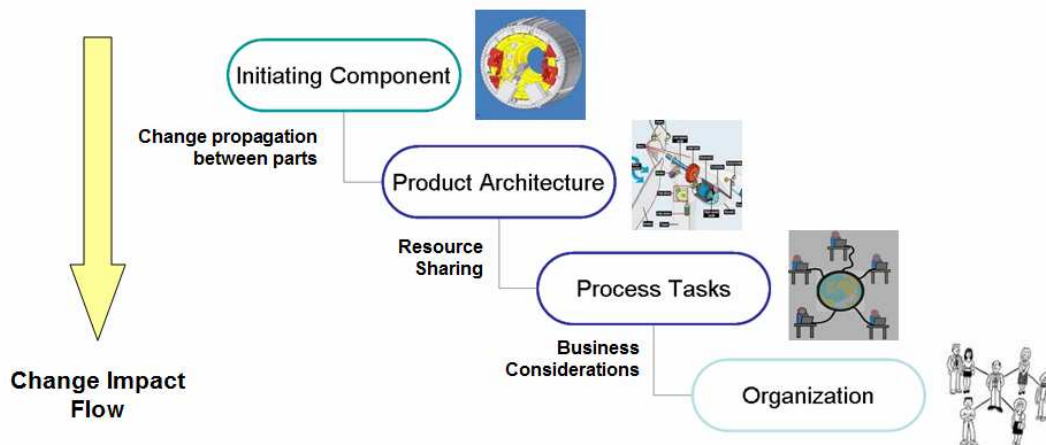 Initiating Component
Change propagation
between parts
Product Architecture
Resource
Sharing
Process Tasks
Business
Considerations
Organization
Change Impact
Flow